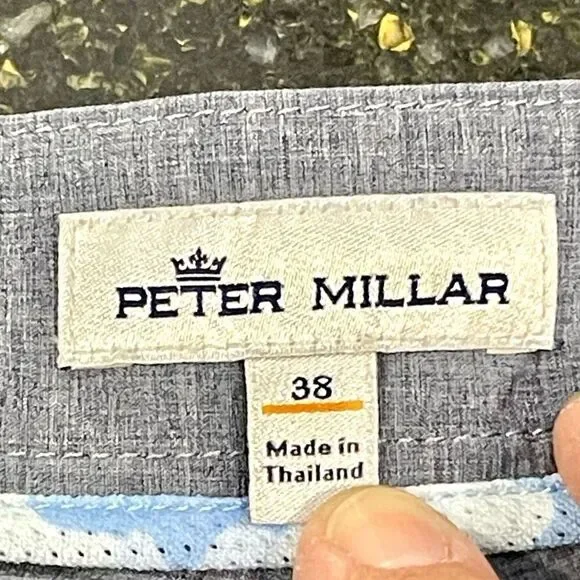 PETER MILLAR
38
Made in
Thailand